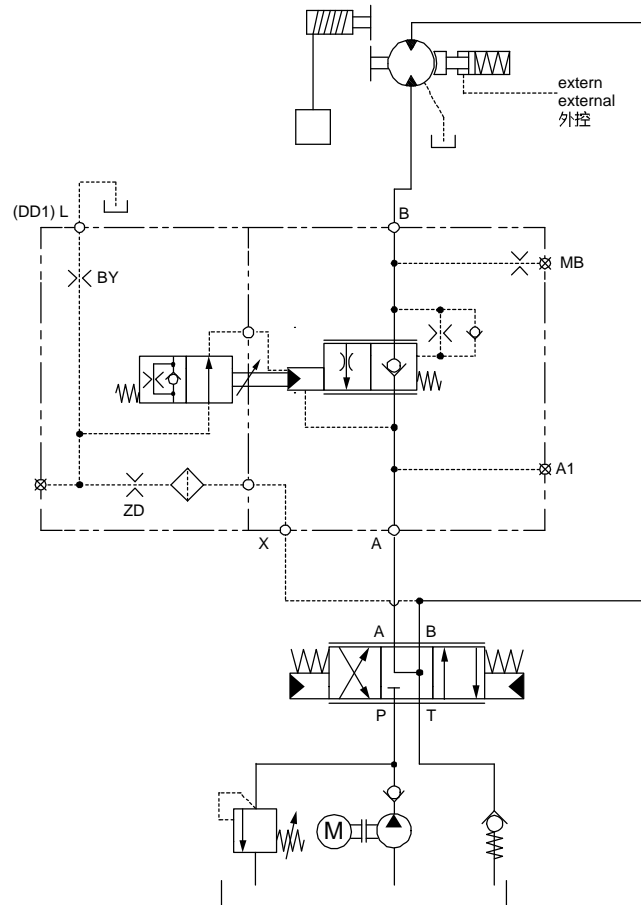 extern
external
外控
(DD1) L
B
BY
MB
A1
ZD
X
A
A B
P T
M